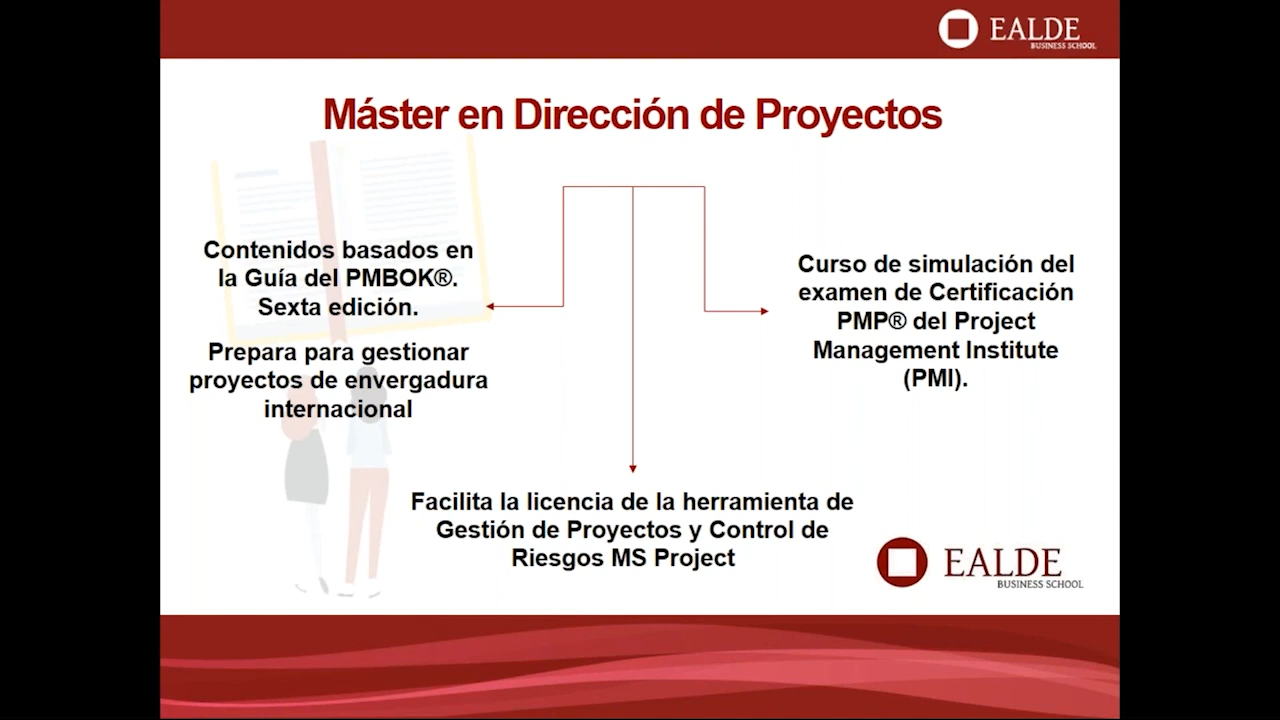 EALDE
BUSINESS SCHOOL
Máster en Dirección de Proyectos
Contenidos basados en
la Guía del PMBOK®.
Sexta edición.
Prepara para gestionar
proyectos de envergadura
internacional
Curso de simulación del
examen de Certificación
PMP® del Project
Management Institute
(PMI).
Facilita la licencia de la herramienta de
Gestión de Proyectos y Control de
Riesgos MS Project
EALDE
BUSINESS SCHOOL